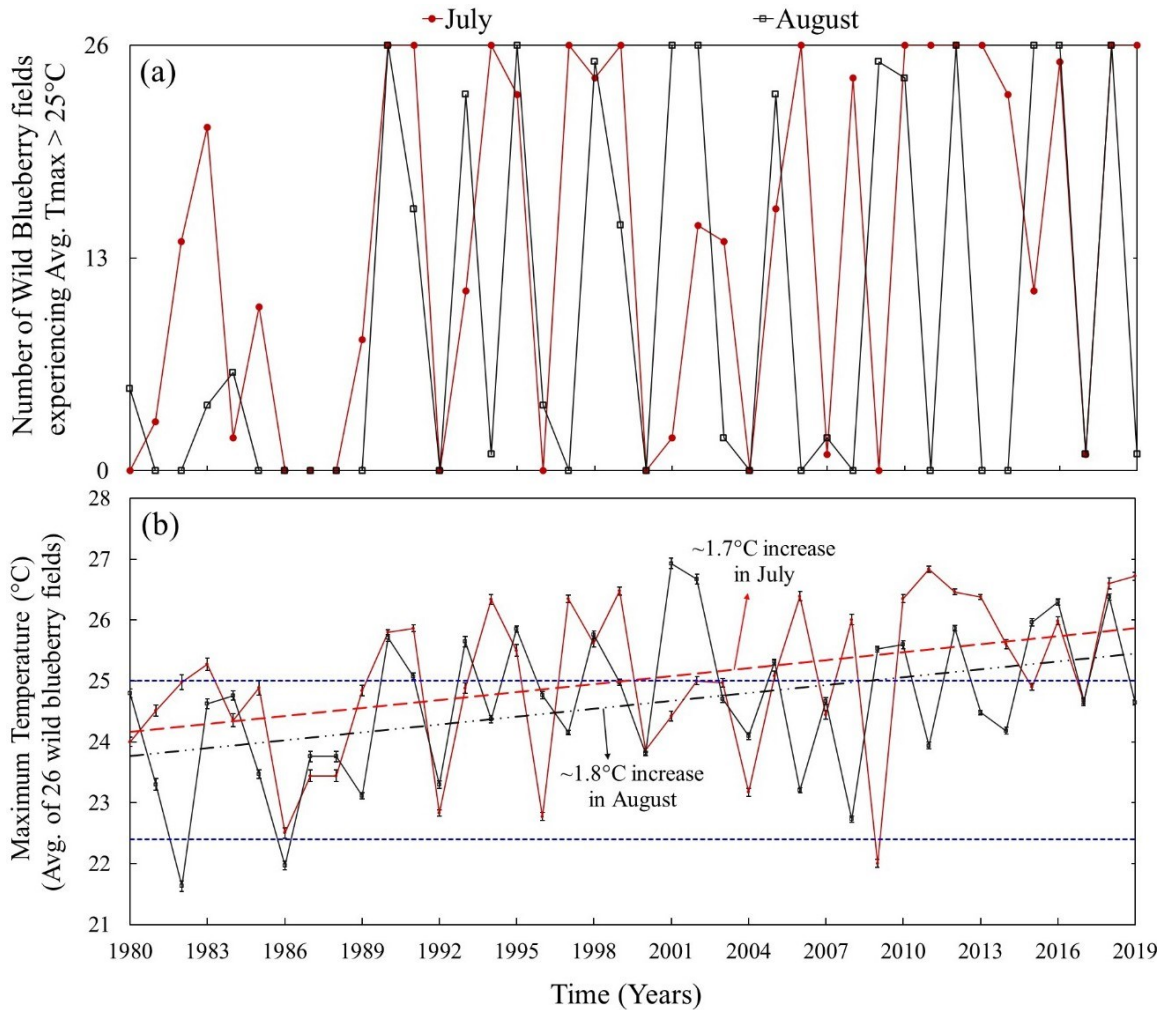 July
August
(a)
Number of Wild Blueberry fields
experiencing Avg. Tmax > 25°C
26
13
0
(b)
Maximum Temperature (°C)
(Avg. of 26 wild blueberry fields)
28
27
26
25
24
23
22
21
~1.7°C increase
in July
~1.8°C increase
in August
1980 1983 1986 1989 1992 1995 1998 2001 2004 2007 2010 2013 2016 2019
Time (Years)